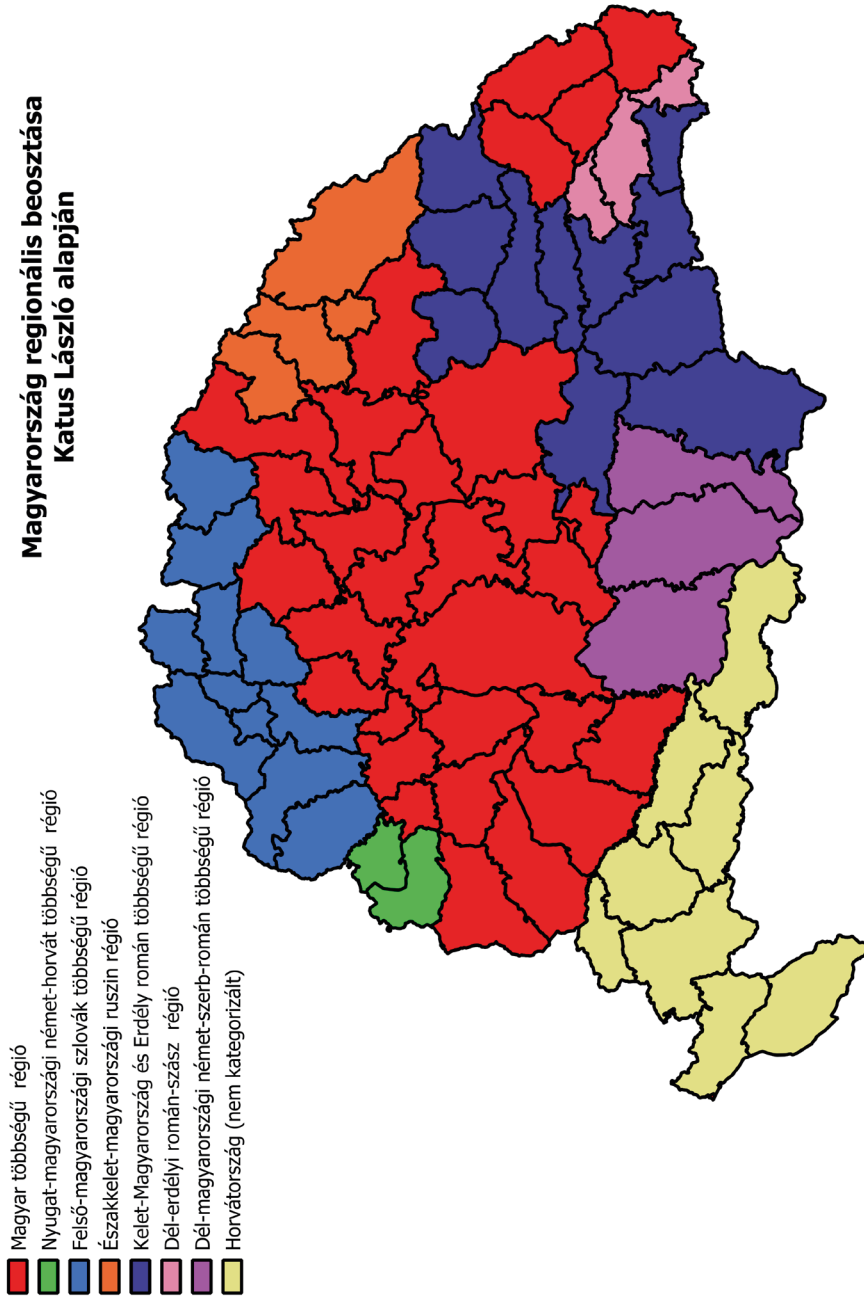 Magyarország regionális beosztása
Katus László alapján
Magyar többségű régió
Nyugat-magyarországi német-horvát többségű régió
Felső-magyarországi szlovák többségű régió
Északkelet-magyarországi ruszin régió
Kelet-Magyarország és Erdély román többségű régió
Dél-erdélyi román-szász régió
Dél-magyarországi német-szerb-román többségű régió
Horvátország (nem kategorizált)